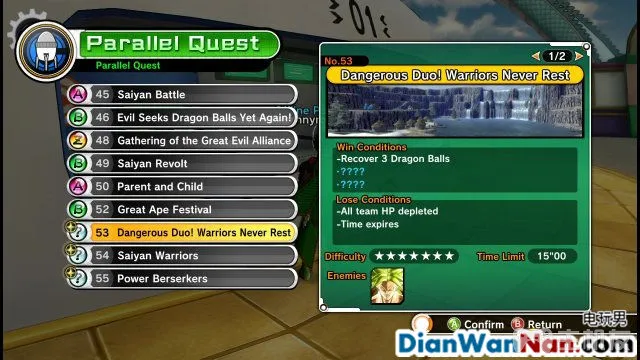 01
Parallel Quest
Parallel Quest
A 45 Saiyan Battle
B 46 Evil Seeks Dragon Balls Yet Again!
Z 48 Gathering of the Great Evil Alliance
B 49 Saiyan Revolt
A 50 Parent and Child
B 52 Great Ape Festival
? 53 Dangerous Duo! Warriors Never Rest
? 54 Saiyan Warriors
? 55 Power Berserkers
No.53
1/2
Dangerous Duo! Warriors Never Rest
Win Conditions
-Recover 3 Dragon Balls
-????
-????
Lose Conditions
-All team HP depleted
-Time expires
Difficulty ★★★★★★★ Time Limit 15"00
Enemies
A Confirm B Return
电玩男
DianWanNan.com